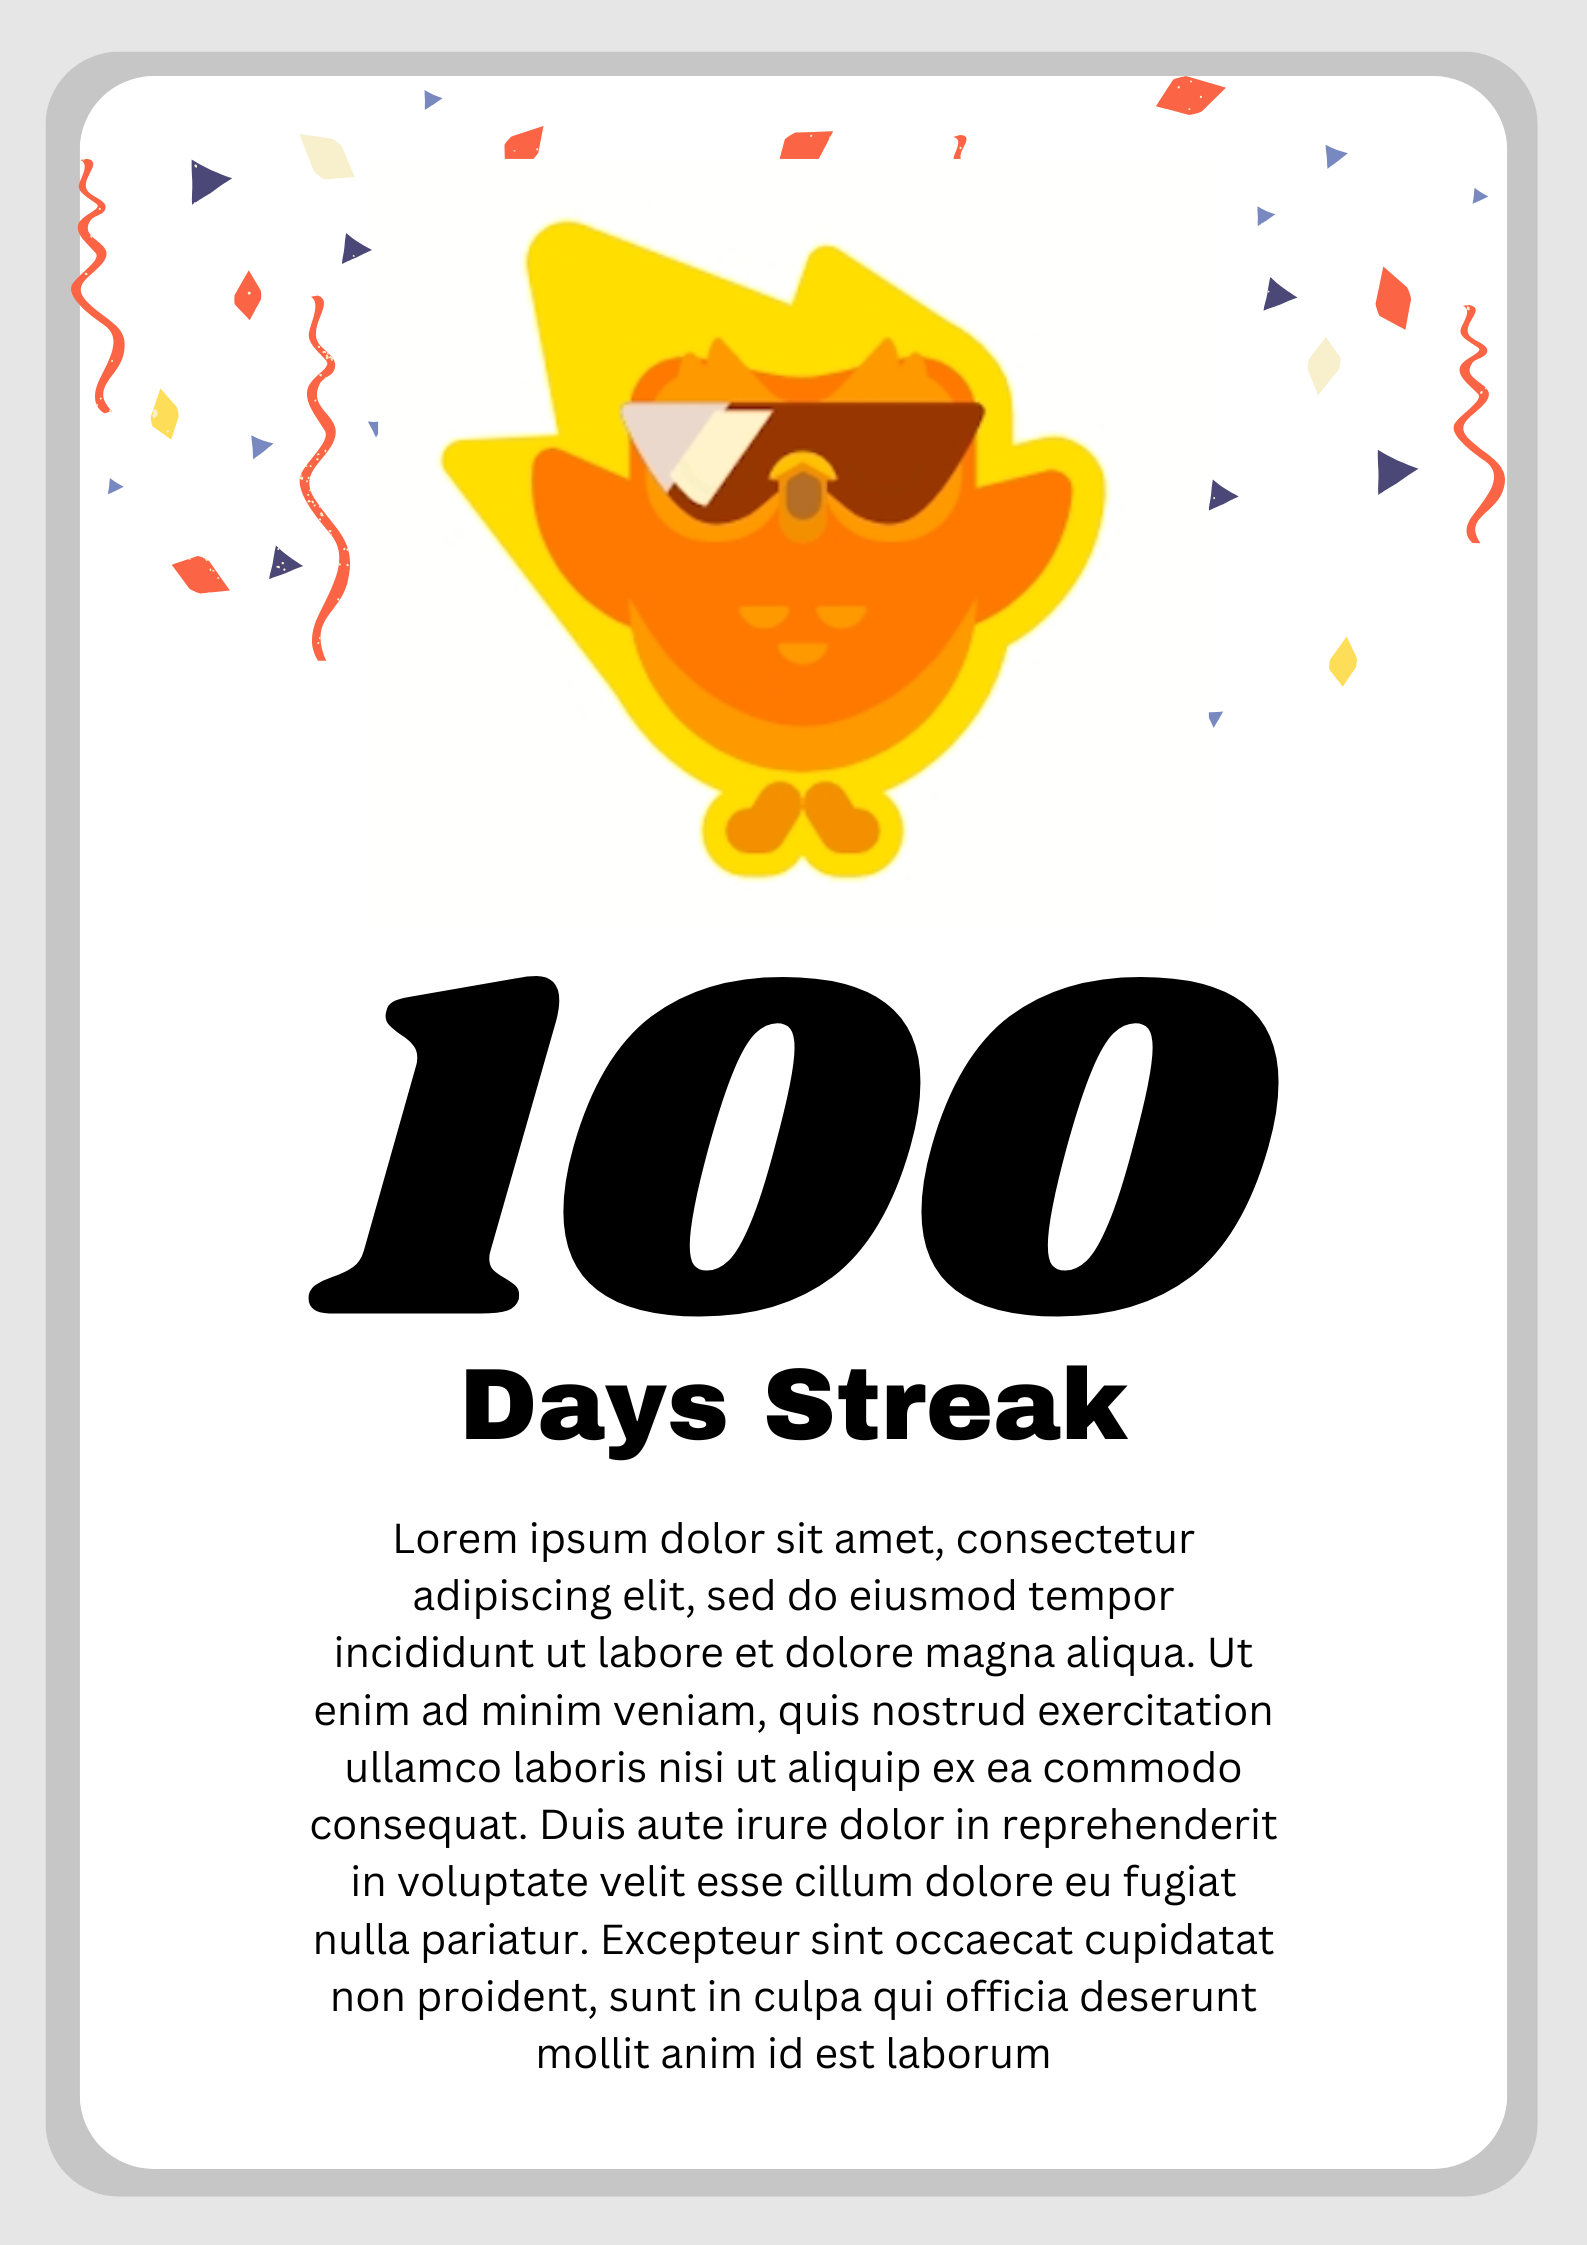 100
Days Streak
Lorem ipsum dolor sit amet, consectetur
adipiscing elit, sed do eiusmod tempor
incididunt ut labore et dolore magna aliqua. Ut
enim ad minim veniam, quis nostrud exercitation
ullamco laboris nisi ut aliquip ex ea commodo
consequat. Duis aute irure dolor in reprehenderit
in voluptate velit esse cillum dolore eu fugiat
nulla pariatur. Excepteur sint occaecat cupidatat
non proident, sunt in culpa qui officia deserunt
mollit anim id est laborum